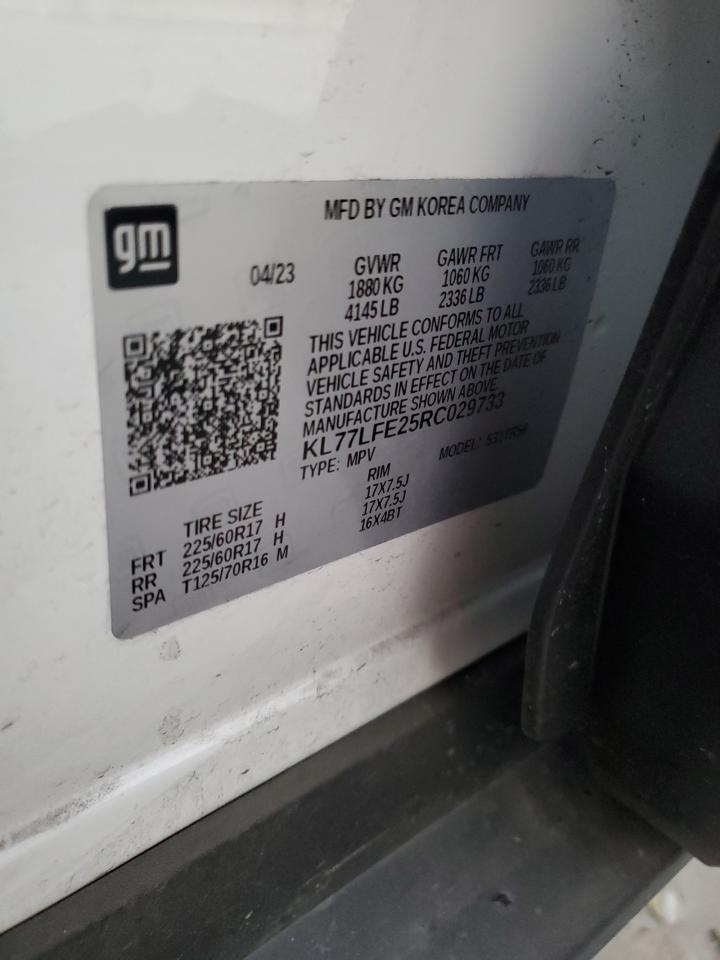 gm
MFD BY GM KOREA COMPANY
04/23
GVWR
1880 KG
4145 LB
GAWR FRT
1060 KG
2336 LB
GAWR RR
1060 KG
2336 LB
THIS VEHICLE CONFORMS TO ALL
APPLICABLE U.S. FEDERAL MOTOR
VEHICLE SAFETY AND THEFT PREVENTION
STANDARDS IN EFFECT ON THE DATE OF
MANUFACTURE SHOWN ABOVE
KL77LFE25RC029733
TYPE: MPV
MODEL:
TIRE SIZE
RIM
FRT 225/60R17 H 17X7.5J
RR 225/60R17 H 17X7.5J
SPA T125/70R16 M 16X4BT